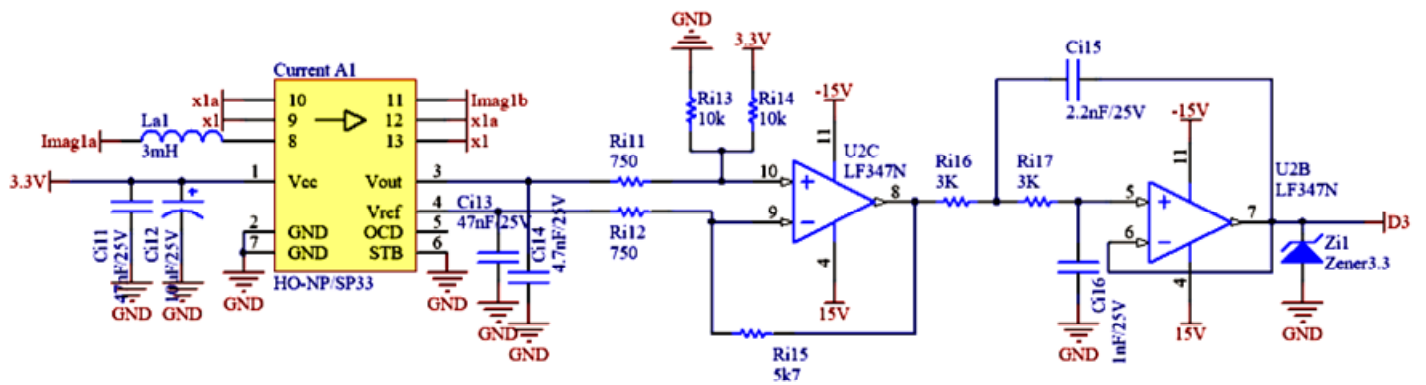 GND
3.3V
Current A1
x1a
10
11
Imag1b
x1
9
12
x1a
Imag1a
La1
3mH
8
13
x1
Ri13
10k
Ri14
10k
Ri11
750
-15V
11
U2C
LF347N
Ci15
2.2nF/25V
-15V
11
U2B
LF347N
3.3V
1
Vcc
Vout
3
10
+
8
Ri16
3K
Ri17
3K
5
+
7
D3
Ci11
47nF/25V
Ci12
10uF/25V
2
GND
7
GND
Vref
4
OCD
5
STB
6
Ci13
47nF/25V
Ci14
4.7nF/25V
Ri12
750
9
-
4
15V
6
-
4
15V
Ci16
1nF/25V
Zi1
Zener3.3
HO-NP/SP33
GND
GND
GND
GND
GND
GND
GND
GND
Ri15
5k7